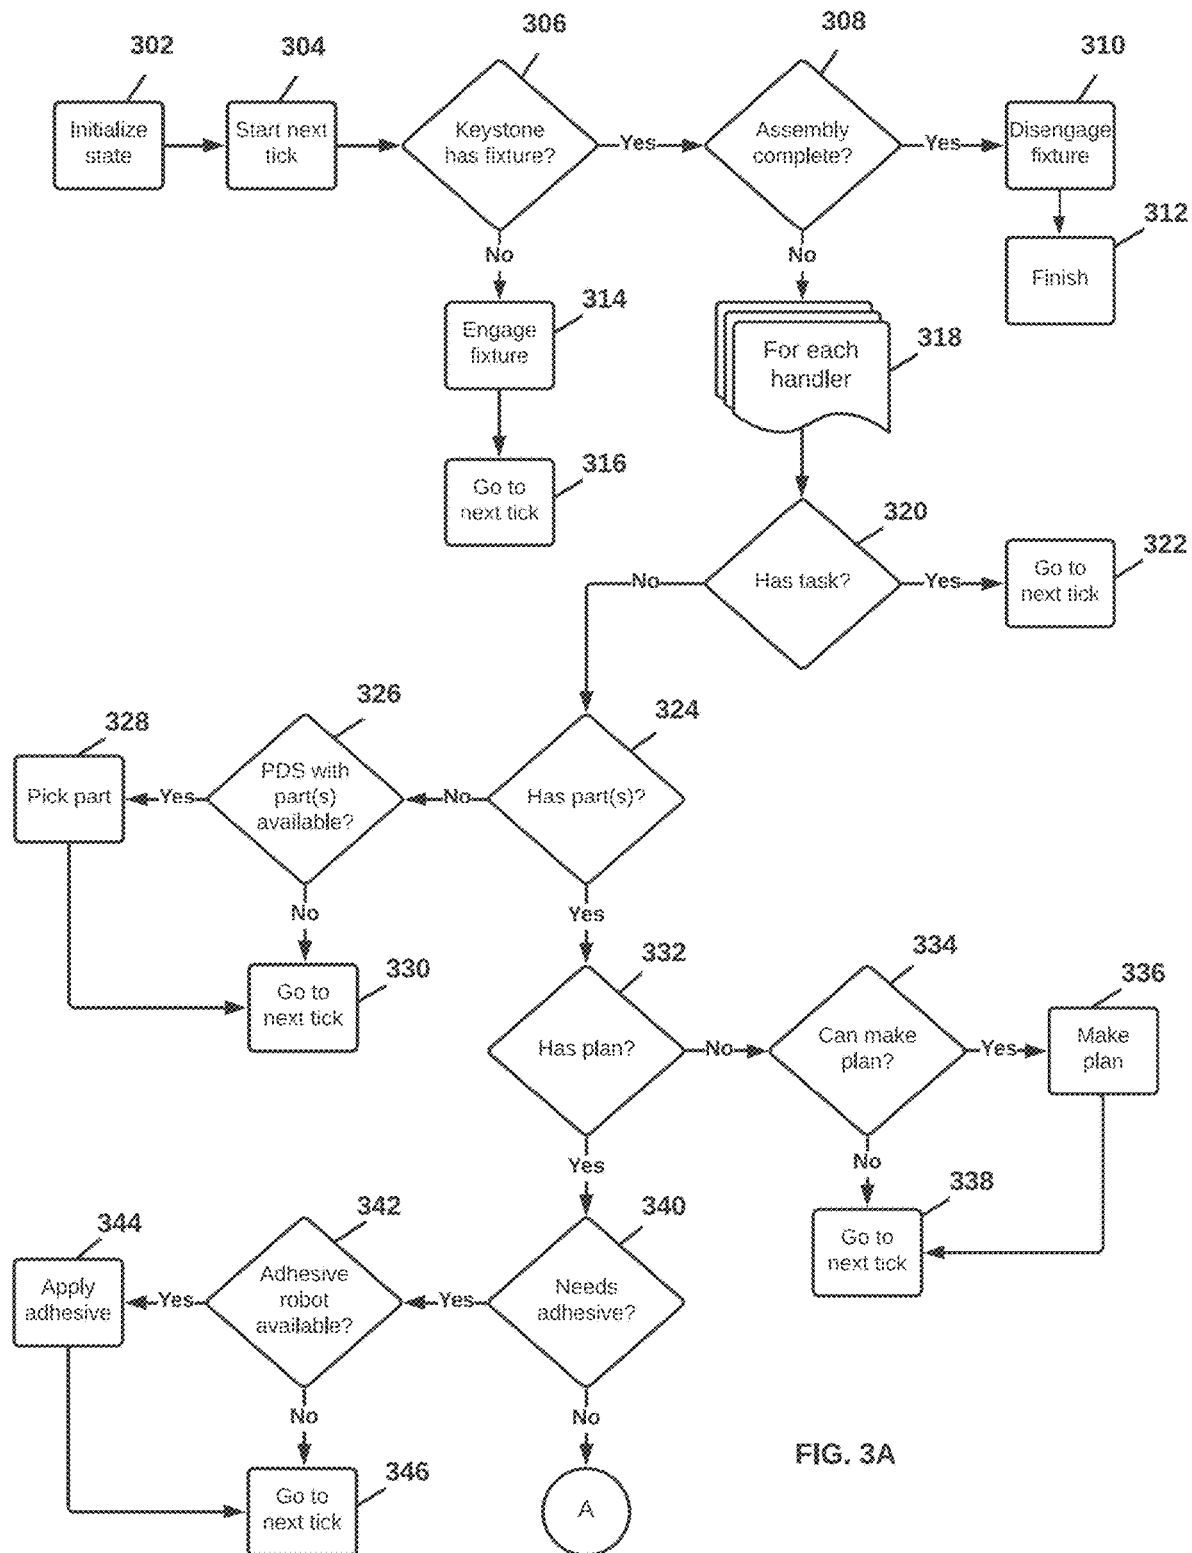 302
304
306
308
310
Initialize
state
Start next
tick
Keystone
has fixture?
Yes
Assembly
complete?
Yes
Disengage
fixture
312
Finish
No
No
314
Engage
fixture
318
For each
handler
316
Go to
next tick
320
322
No
Has task?
Yes
Go to
next tick
326
324
328
Pick part
Yes
PDS with
part(s)
available?
No
Has part(s)?
No
Yes
330
Go to
next tick
332
334
336
Has plan?
No
Can make
plan?
Yes
Make
plan
Yes
No
338
Go to
next tick
342
340
344
Apply
adhesive
Yes
Adhesive
robot
available?
Yes
Needs
adhesive?
No
No
346
Go to
next tick
A
FIG. 3A